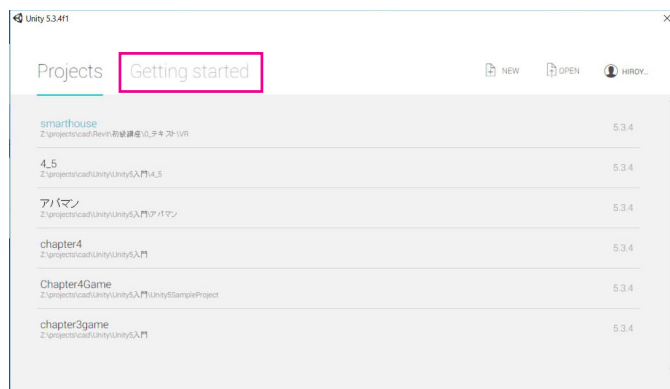 Unity 5.3.4f1
Projects Getting started NEW OPEN HIROY...
smarthouse
Z:\projects\cad\Revit\初級講座\0_テキスト\VR
5.3.4
4_5
Z:\projects\cad\Unity\Unity5入門\4_5
5.3.4
アパマン
Z:\projects\cad\Unity\Unity5入門\アパマン
5.3.4
chapter4
Z:\projects\cad\Unity\Unity5入門
5.3.4
Chapter4Game
Z:\projects\cad\Unity\Unity5入門\Unity5SampleProject
5.3.4
chapter3game
Z:\projects\cad\Unity\Unity5入門
5.3.4